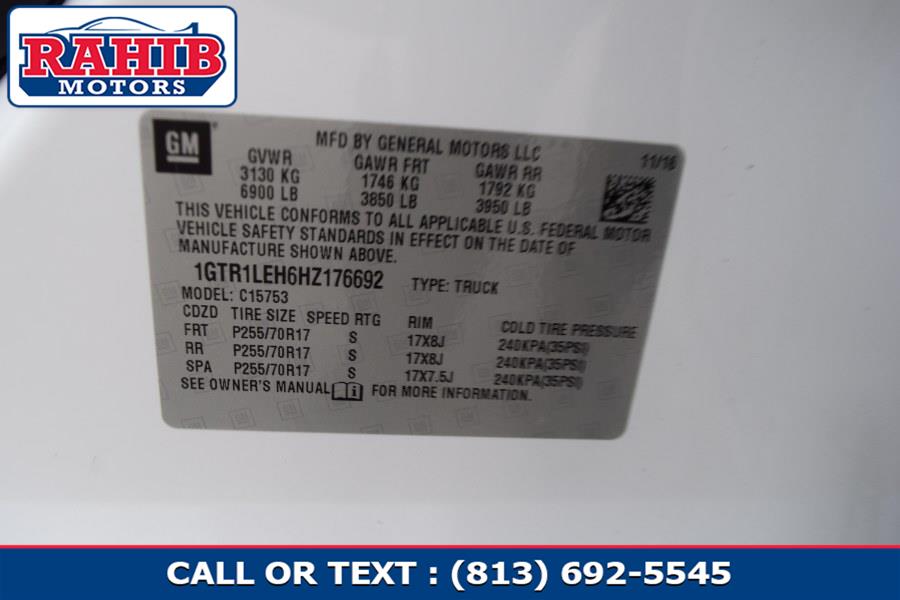 RAHIB
MOTORS
GM
MFD BY GENERAL MOTORS LLC
11/16
GVWR GAWR FRT GAWR RR
3130 KG 1746 KG 1792 KG
6900 LB 3850 LB 3950 LB
THIS VEHICLE CONFORMS TO ALL APPLICABLE U.S. FEDERAL MOTOR
VEHICLE SAFETY STANDARDS IN EFFECT ON THE DATE OF
MANUFACTURE SHOWN ABOVE.
1GTR1LEH6HZ176692 TYPE: TRUCK
MODEL: C15753
CDZD TIRE SIZE SPEED RTG RIM COLD TIRE PRESSURE
FRT P255/70R17 S 17X8J 240KPA(35PSI)
RR P255/70R17 S 17X8J 240KPA(35PSI)
SPA P255/70R17 S 17X7.5J 240KPA(35PSI)
SEE OWNER'S MANUAL FOR MORE INFORMATION.
CALL OR TEXT : (813) 692-5545